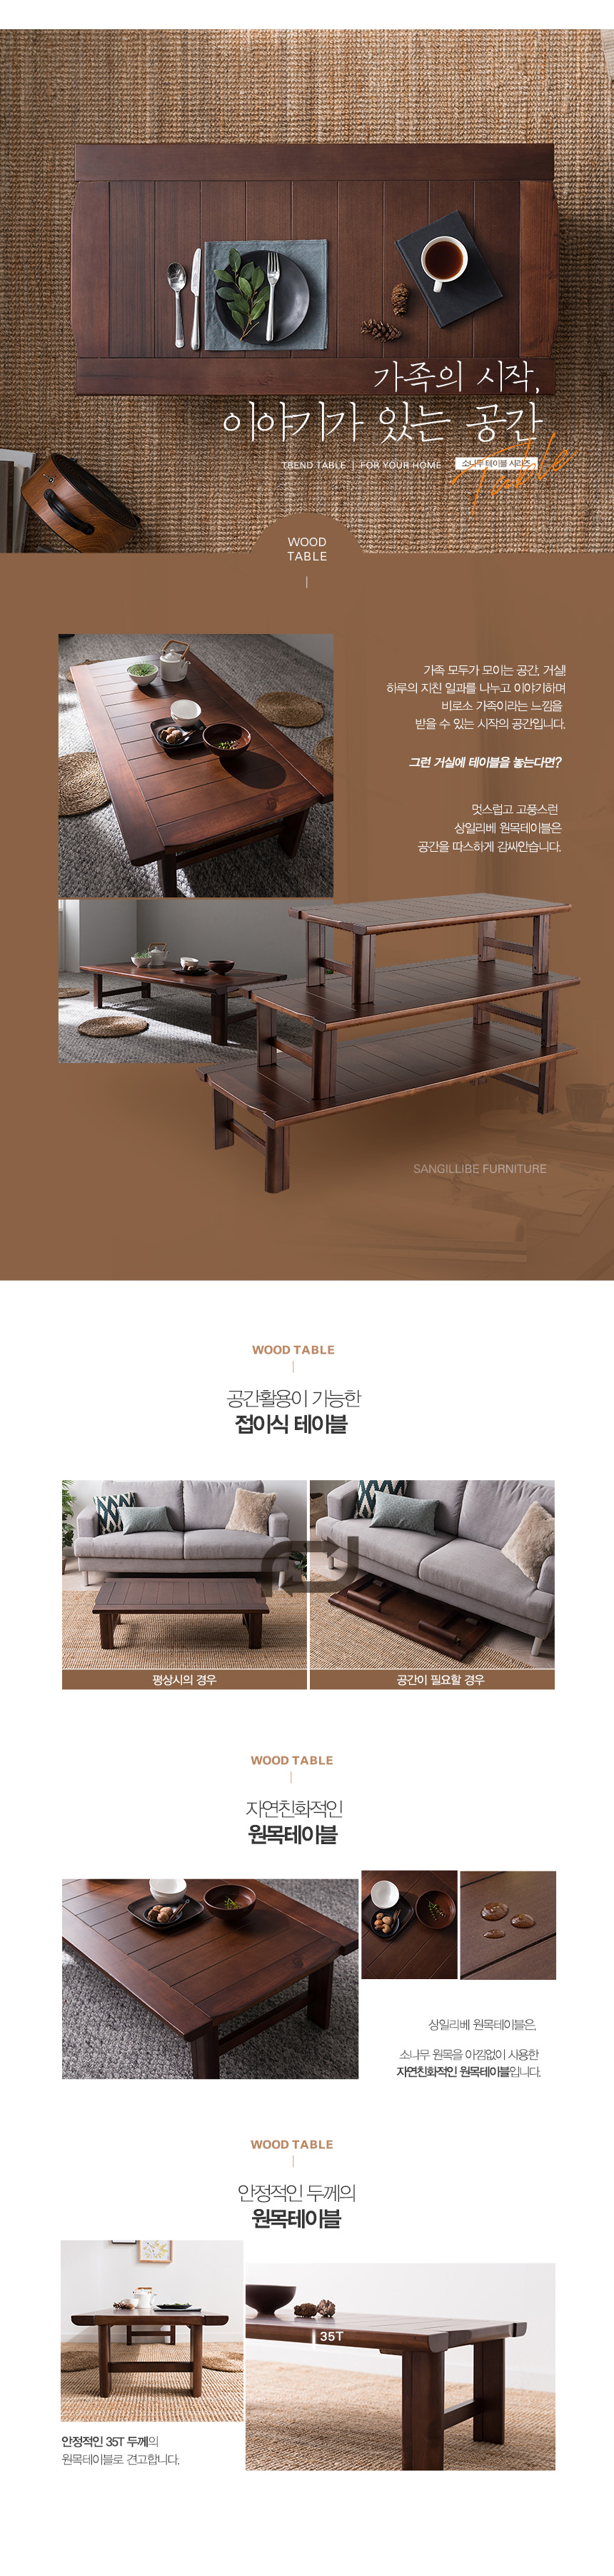 가족의 시작,
이야기가 있는 공간
TREND TABLE | FOR YOUR HOME 소나무 테이블 시리즈
Table
WOOD
TABLE
가족 모두가 모이는 공간, 거실!
하루의 지친 일과를 나누고 이야기하며
비로소 가족이라는 느낌을
받을 수 있는 시작의 공간입니다.
그런 거실에 테이블을 놓는다면?
멋스럽고 고풍스런
상일리베 원목테이블은
공간을 따스하게 감싸안습니다.
SANGILLIBE FURNITURE
WOOD TABLE
공간활용이 가능한
접이식 테이블
평상시의 경우
공간이 필요할 경우
WOOD TABLE
자연친화적인
원목테이블
상일리베 원목테이블은,
소나무 원목을 아낌없이 사용한
자연친화적인 원목테이블입니다.
WOOD TABLE
안정적인 두께의
원목테이블
35T
안정적인 35T 두께의
원목테이블로 견고합니다.